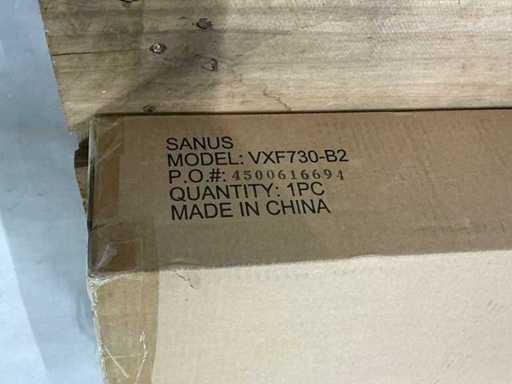 SANUS
MODEL: VXF730-B2
P.O.#: 4500616694
QUANTITY: 1PC
MADE IN CHINA